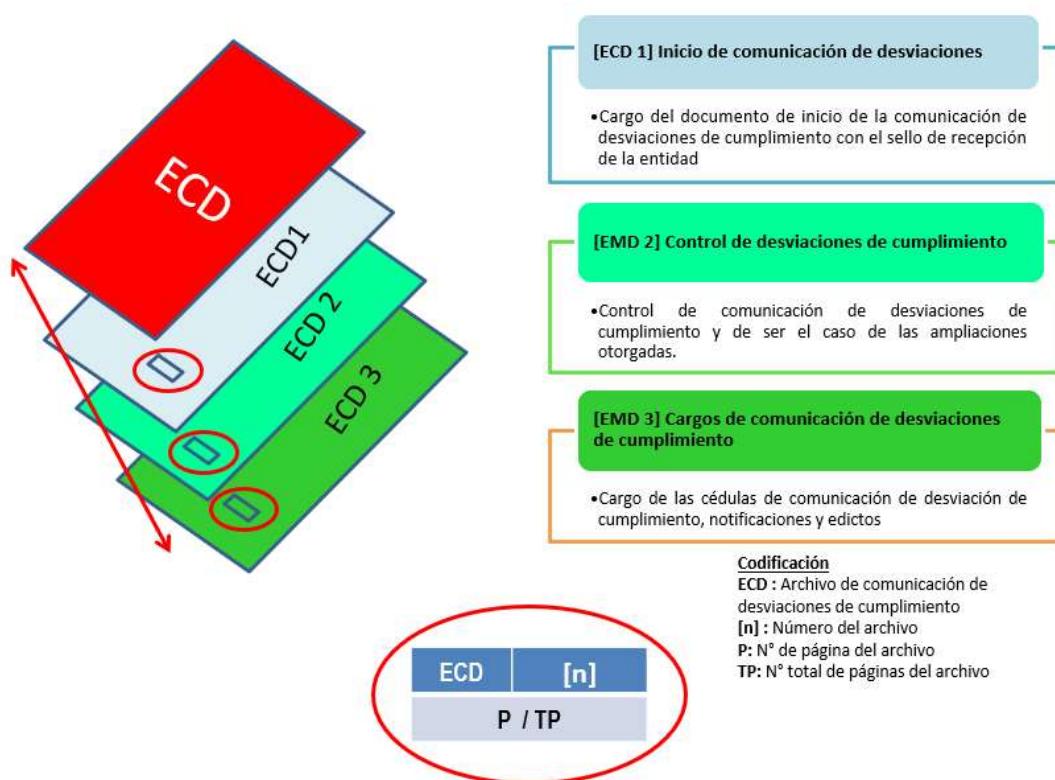 ECD
ECD1
ECD 2
ECD 3
[ECD 1] Inicio de comunicación de desviaciones
•Cargo del documento de inicio de la comunicación de
desviaciones de cumplimiento con el sello de recepción
de la entidad
[EMD 2] Control de desviaciones de cumplimiento
•Control de comunicación de desviaciones de
cumplimiento y de ser el caso de las ampliaciones
otorgadas.
[EMD 3] Cargos de comunicación de desviaciones
de cumplimiento
•Cargo de las cédulas de comunicación de desviación de
cumplimiento, notificaciones y edictos
Codificación
ECD : Archivo de comunicación de
desviaciones de cumplimiento
[n] : Número del archivo
P: N° de página del archivo
TP: N° total de páginas del archivo
ECD [n]
P / TP